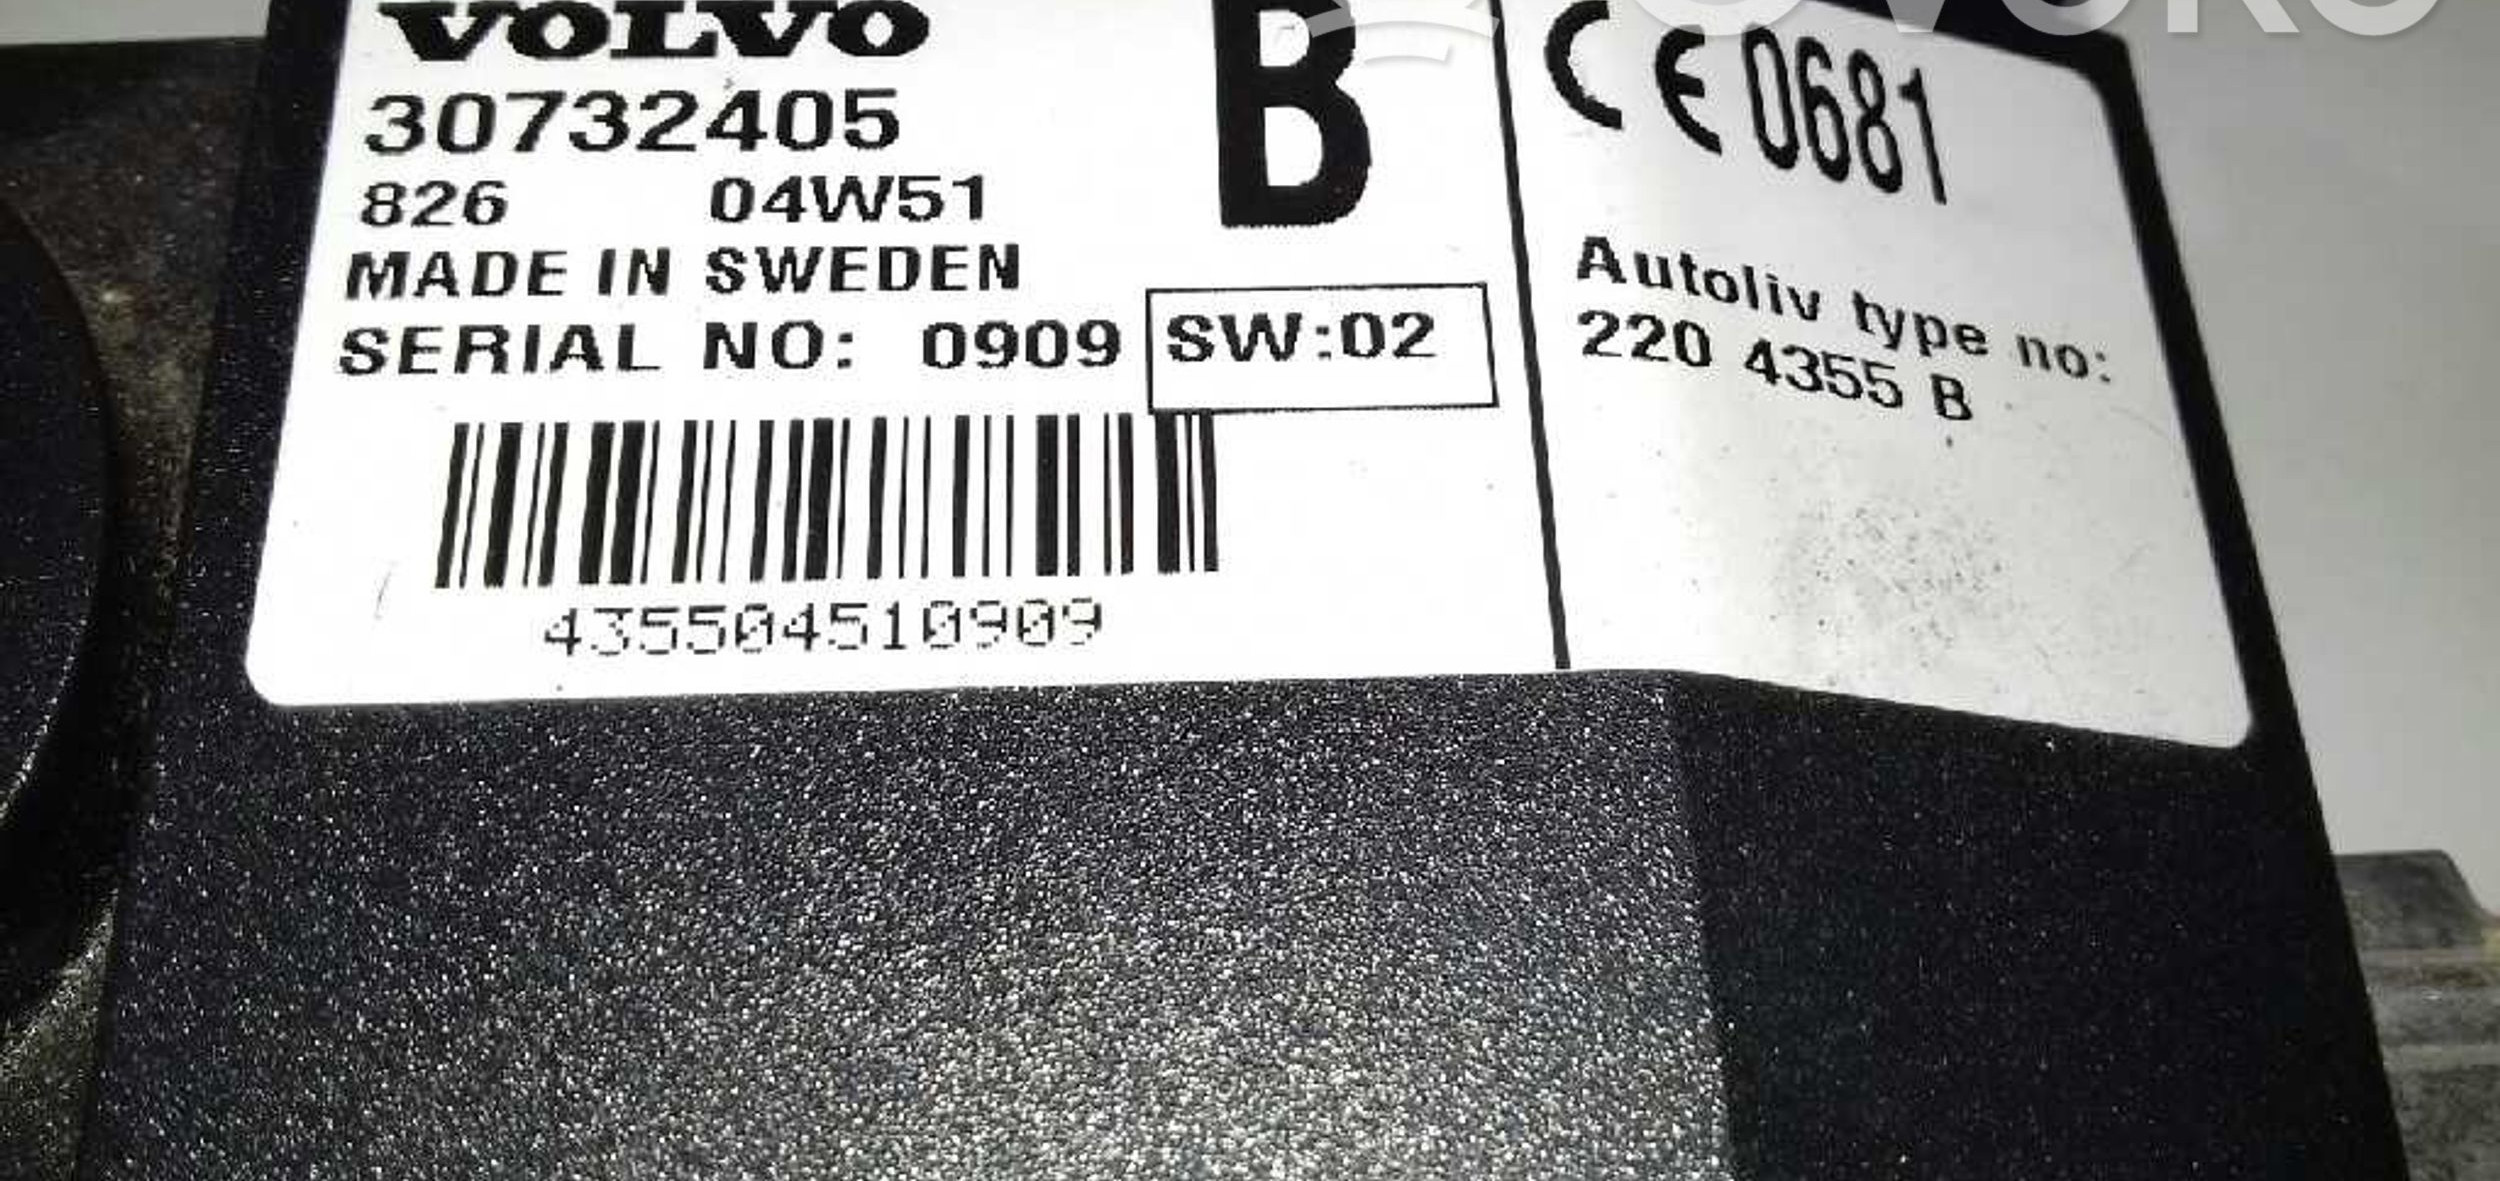 VOLVO
30732405
826 04W51
MADE IN SWEDEN
SERIAL NO: 0909
SW:02
435504510909
B
CE 0681
Autoliv type no:
220 4355 B